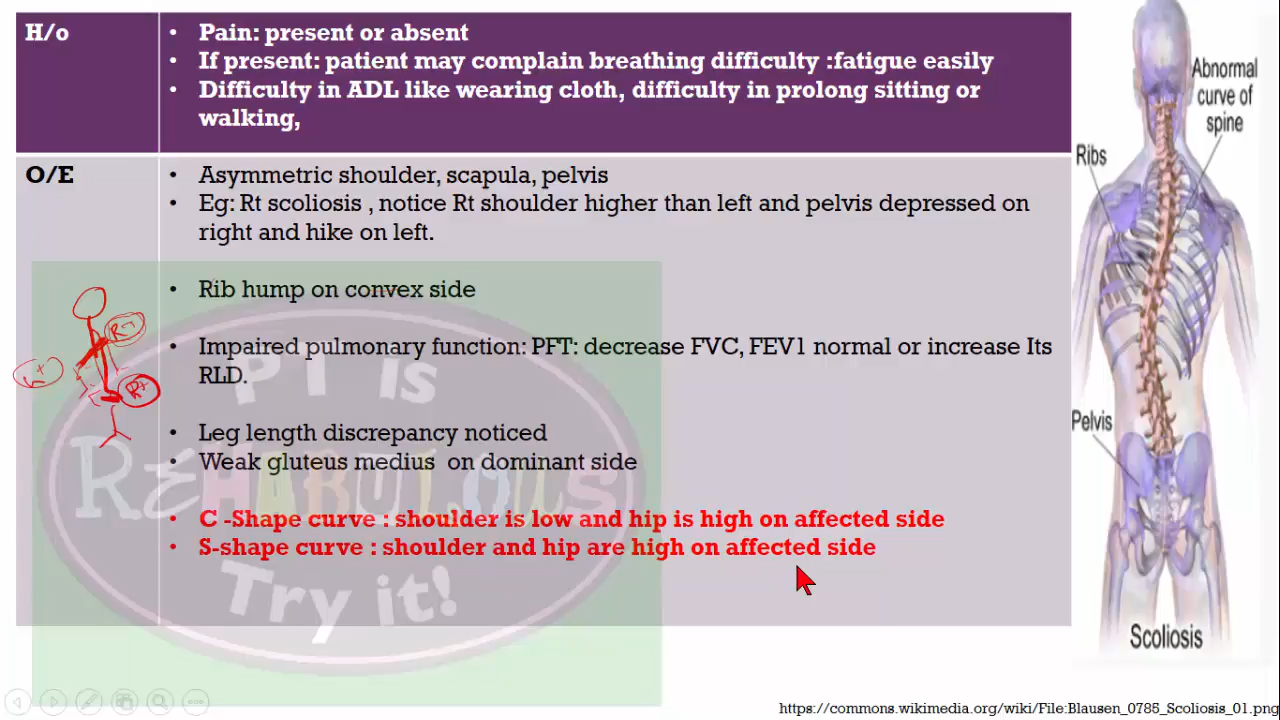 H/o
• Pain: present or absent
• If present: patient may complain breathing difficulty :fatigue easily
• Difficulty in ADL like wearing cloth, difficulty in prolong sitting or
walking,
O/E
• Asymmetric shoulder, scapula, pelvis
• Eg: Rt scoliosis , notice Rt shoulder higher than left and pelvis depressed on
right and hike on left.
• Rib hump on convex side
• Impaired pulmonary function: PFT: decrease FVC, FEV1 normal or increase Its
RLD.
• Leg length discrepancy noticed
• Weak gluteus medius on dominant side
• C -Shape curve : shoulder is low and hip is high on affected side
• S-shape curve : shoulder and hip are high on affected side
Rt
Rt
PT is
REHABULOUS
Try it!
Abnormal
curve of
spine
Ribs
Pelvis
Scoliosis
https://commons.wikimedia.org/wiki/File:Blausen_0785_Scoliosis_01.png